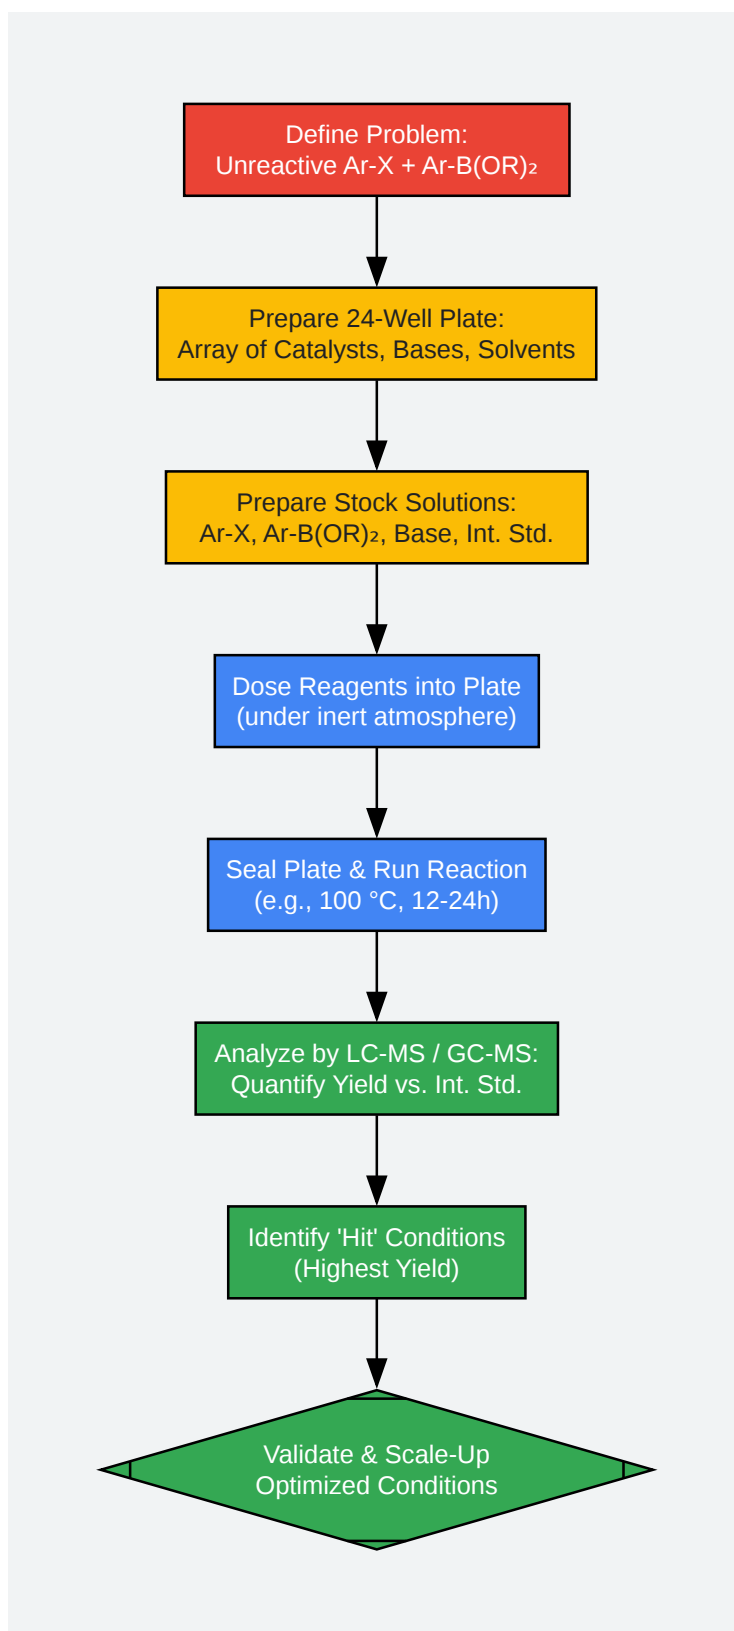 Define Problem:
Unreactive Ar-X + Ar-B(OR)₂
Prepare 24-Well Plate:
Array of Catalysts, Bases, Solvents
Prepare Stock Solutions:
Ar-X, Ar-B(OR)₂, Base, Int. Std.
Dose Reagents into Plate
(under inert atmosphere)
Seal Plate & Run Reaction
(e.g., 100 °C, 12-24h)
Analyze by LC-MS / GC-MS:
Quantify Yield vs. Int. Std.
Identify 'Hit' Conditions
(Highest Yield)
Validate & Scale-Up
Optimized Conditions